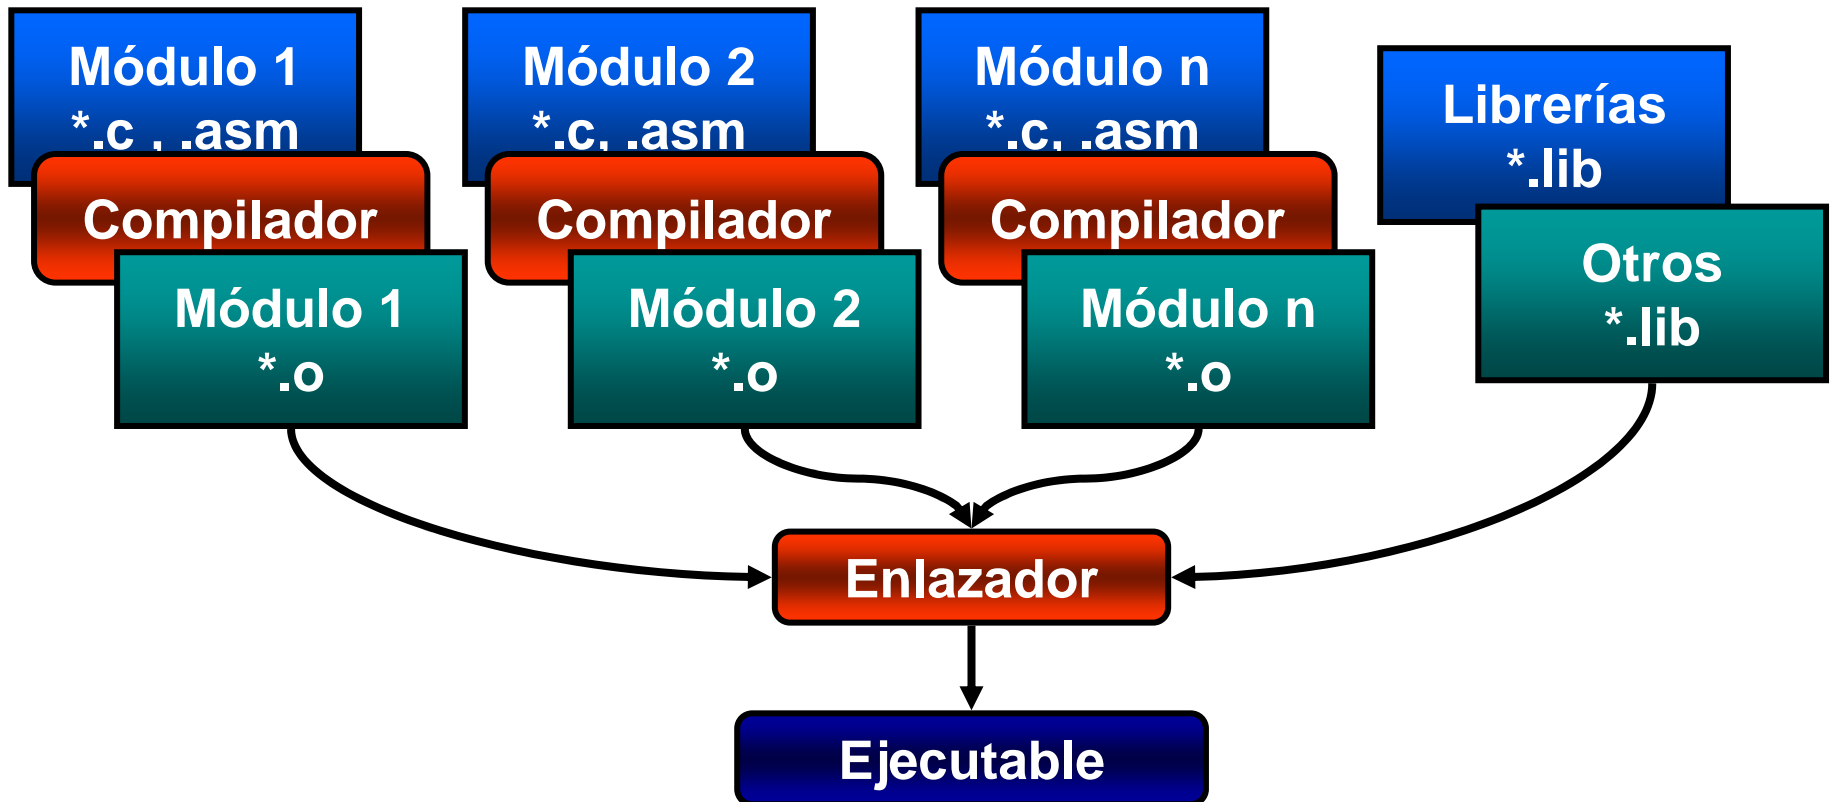 Módulo 1
*.c , .asm
Compilador
Módulo 1
*.o
Módulo 2
*.c, .asm
Compilador
Módulo 2
*.o
Módulo n
*.c, .asm
Compilador
Módulo n
*.o
Librerías
*.lib
Otros
*.lib
Enlazador
Ejecutable